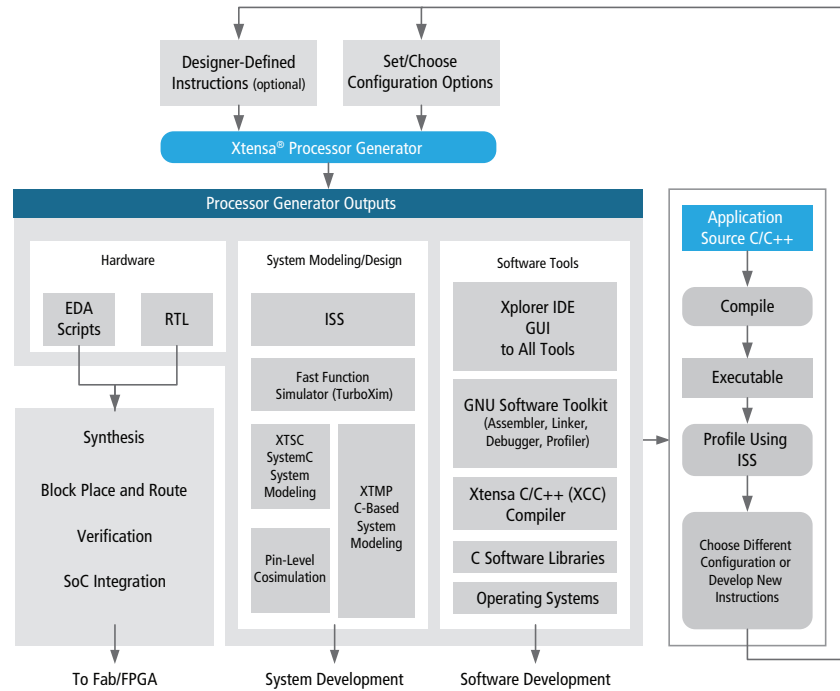 Designer-Defined
Instructions (optional)
Set/Choose
Configuration Options
Xtensa® Processor Generator
Processor Generator Outputs
Hardware
EDA
Scripts
RTL
Synthesis
Block Place and Route
Verification
SoC Integration
To Fab/FPGA
System Modeling/Design
ISS
Fast Function
Simulator (TurboXim)
XTSC
SystemC
System
Modeling
XTMP
C-Based
System
Modeling
Pin-Level
Cosimulation
System Development
Software Tools
Xplorer IDE
GUI
to All Tools
GNU Software Toolkit
(Assembler, Linker,
Debugger, Profiler)
Xtensa C/C++ (XCC)
Compiler
C Software Libraries
Operating Systems
Software Development
Application
Source C/C++
Compile
Executable
Profile Using
ISS
Choose Different
Configuration or
Develop New
Instructions